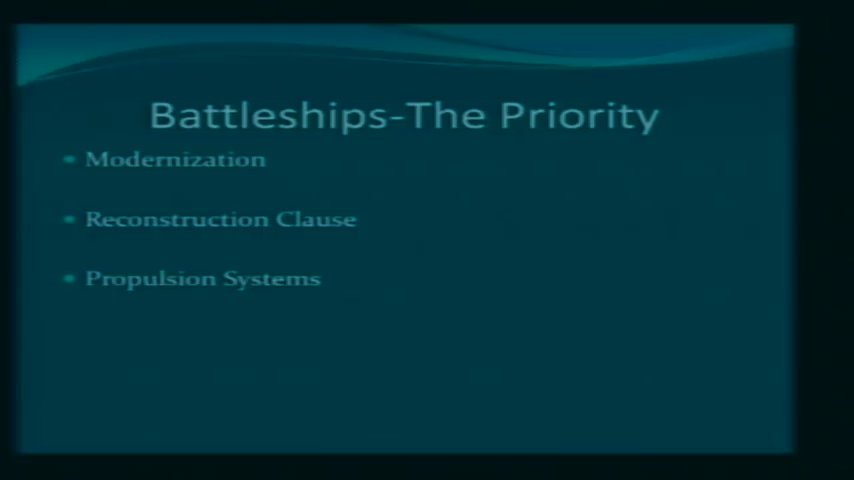 Battleships-The Priority
• Modernization
• Reconstruction Clause
• Propulsion Systems